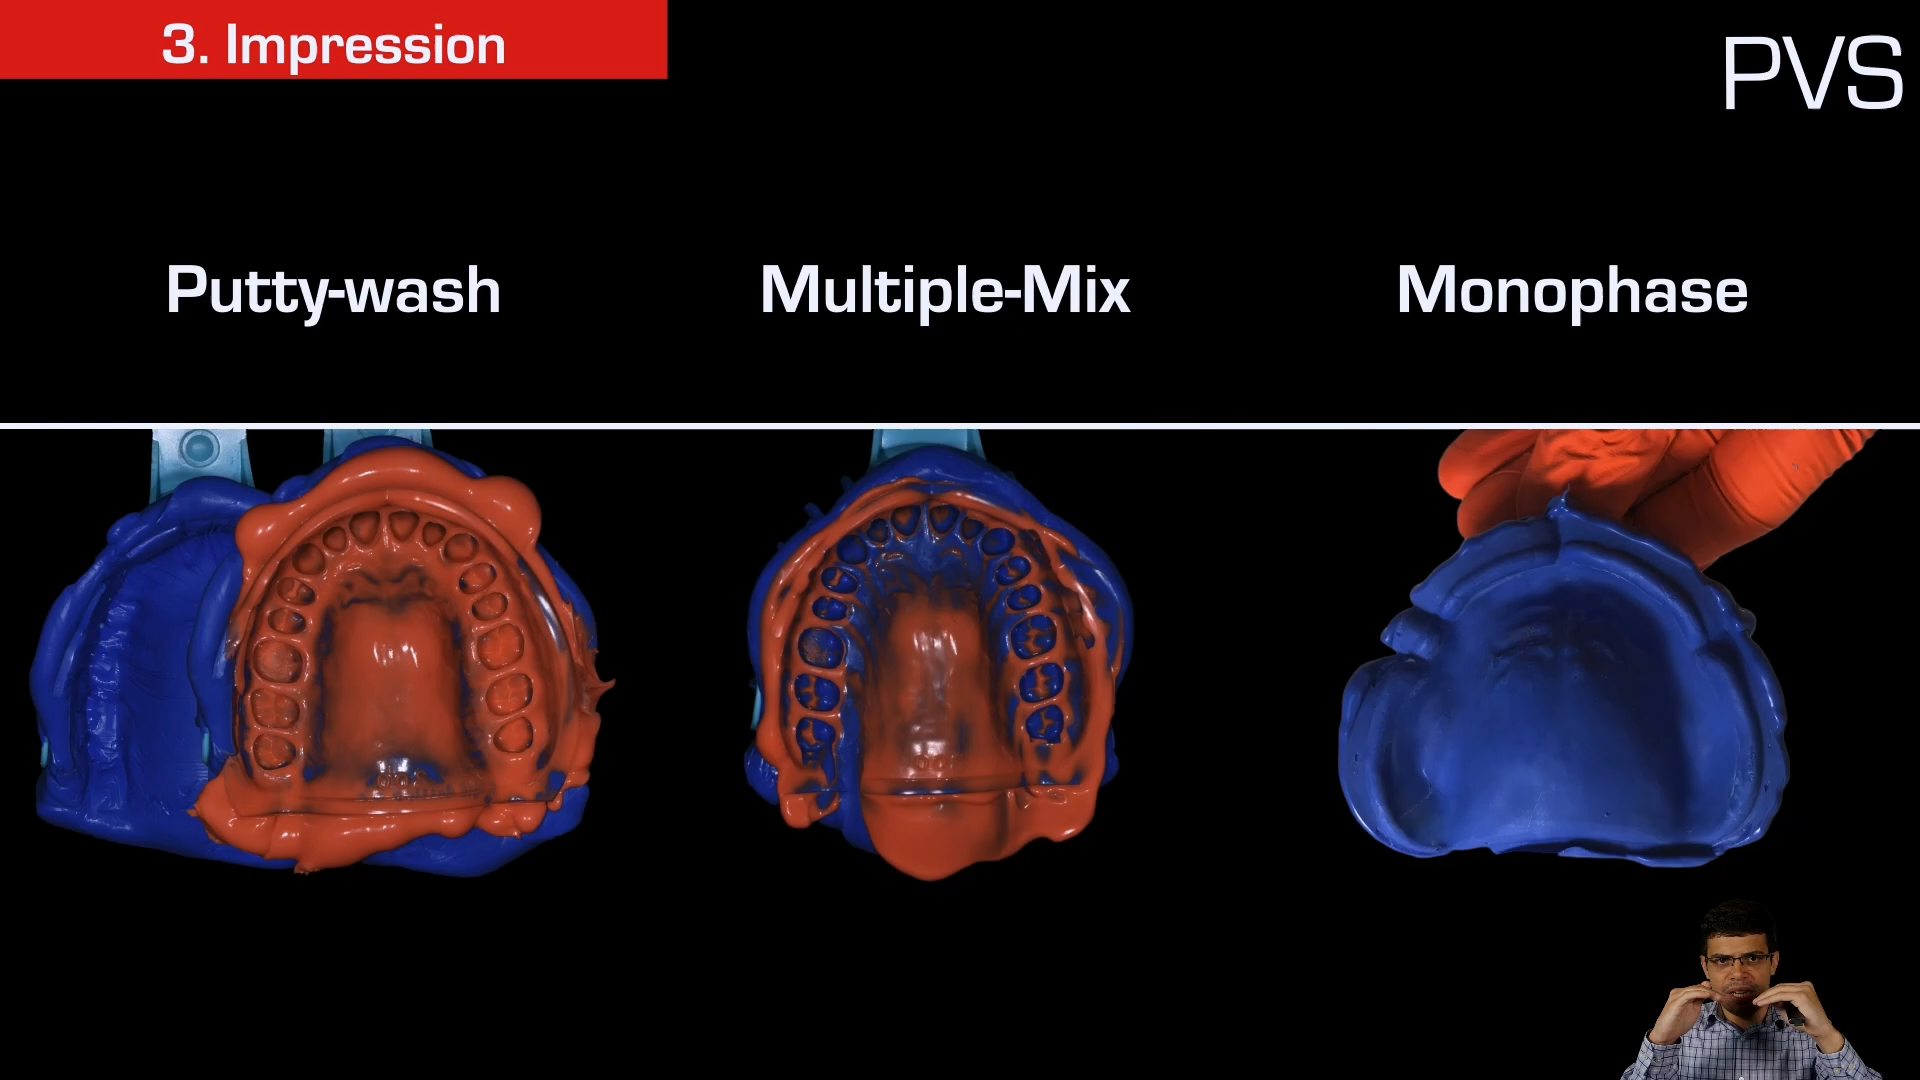 3. Impression
PVS
Putty-wash
Multiple-Mix
Monophase